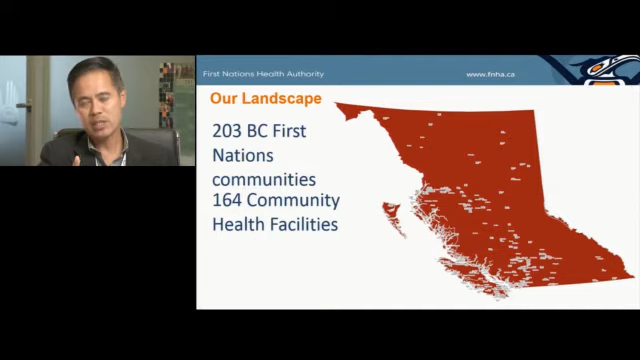 First Nations Health Authority
www.fnha.ca
Our Landscape
203 BC First
Nations
communities
164 Community
Health Facilities